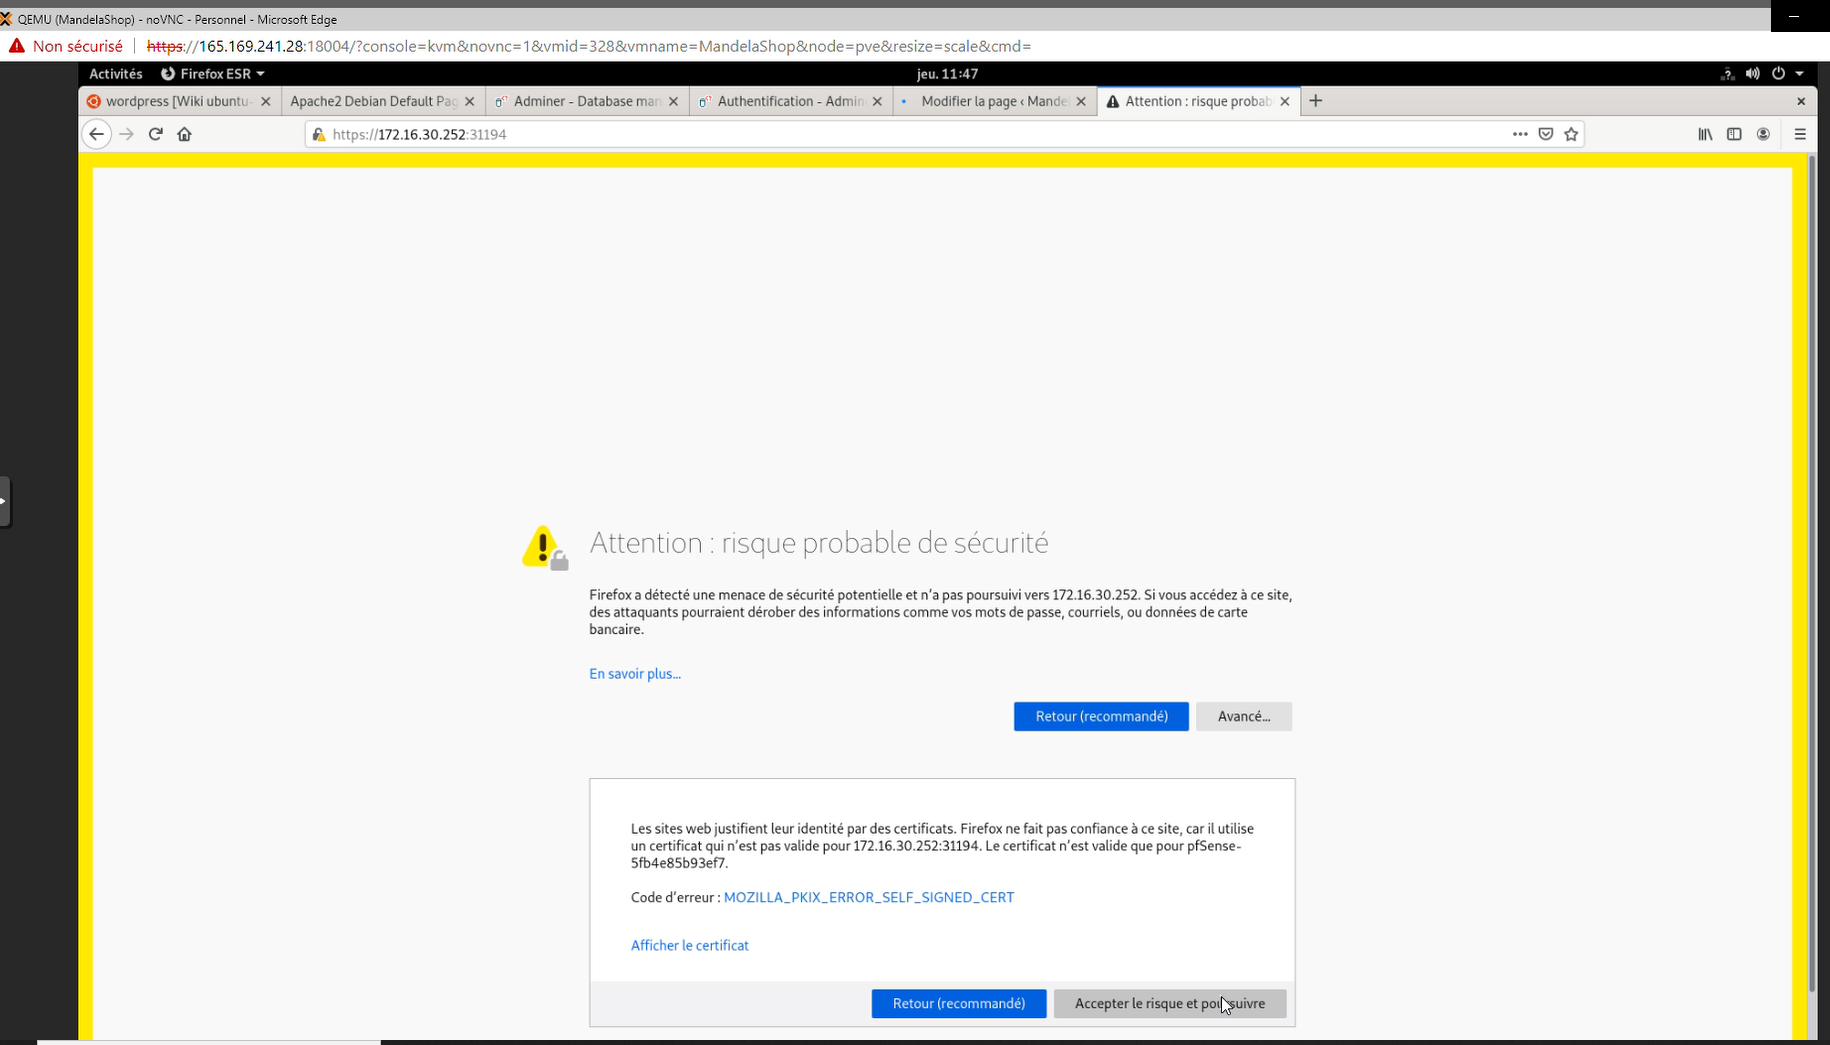 QEMU (MandelaShop) - noVNC - Personnel - Microsoft Edge
Non sécurisé
https://165.169.241.28:18004/?console=kvm&novnc=1&vmid=328&vmname=MandelaShop&node=pve&resize=scale&cmd=
Activités Firefox ESR jeu. 11:47
wordpress [Wiki ubuntu- Apache2 Debian Default Pag Adminer - Database man Authentification - Admin Modifier la page ‹ Mandel Attention : risque probab
https://172.16.30.252:31194
Attention : risque probable de sécurité
Firefox a détecté une menace de sécurité potentielle et n’a pas poursuivi vers 172.16.30.252. Si vous accédez à ce site,
des attaquants pourraient dérober des informations comme vos mots de passe, courriels, ou données de carte
bancaire.
En savoir plus…
Retour (recommandé) Avancé…
Les sites web justifient leur identité par des certificats. Firefox ne fait pas confiance à ce site, car il utilise
un certificat qui n’est pas valide pour 172.16.30.252:31194. Le certificat n’est valide que pour pfSense-
5fb4e85b93ef7.
Code d’erreur : MOZILLA_PKIX_ERROR_SELF_SIGNED_CERT
Afficher le certificat
Retour (recommandé) Accepter le risque et poursuivre